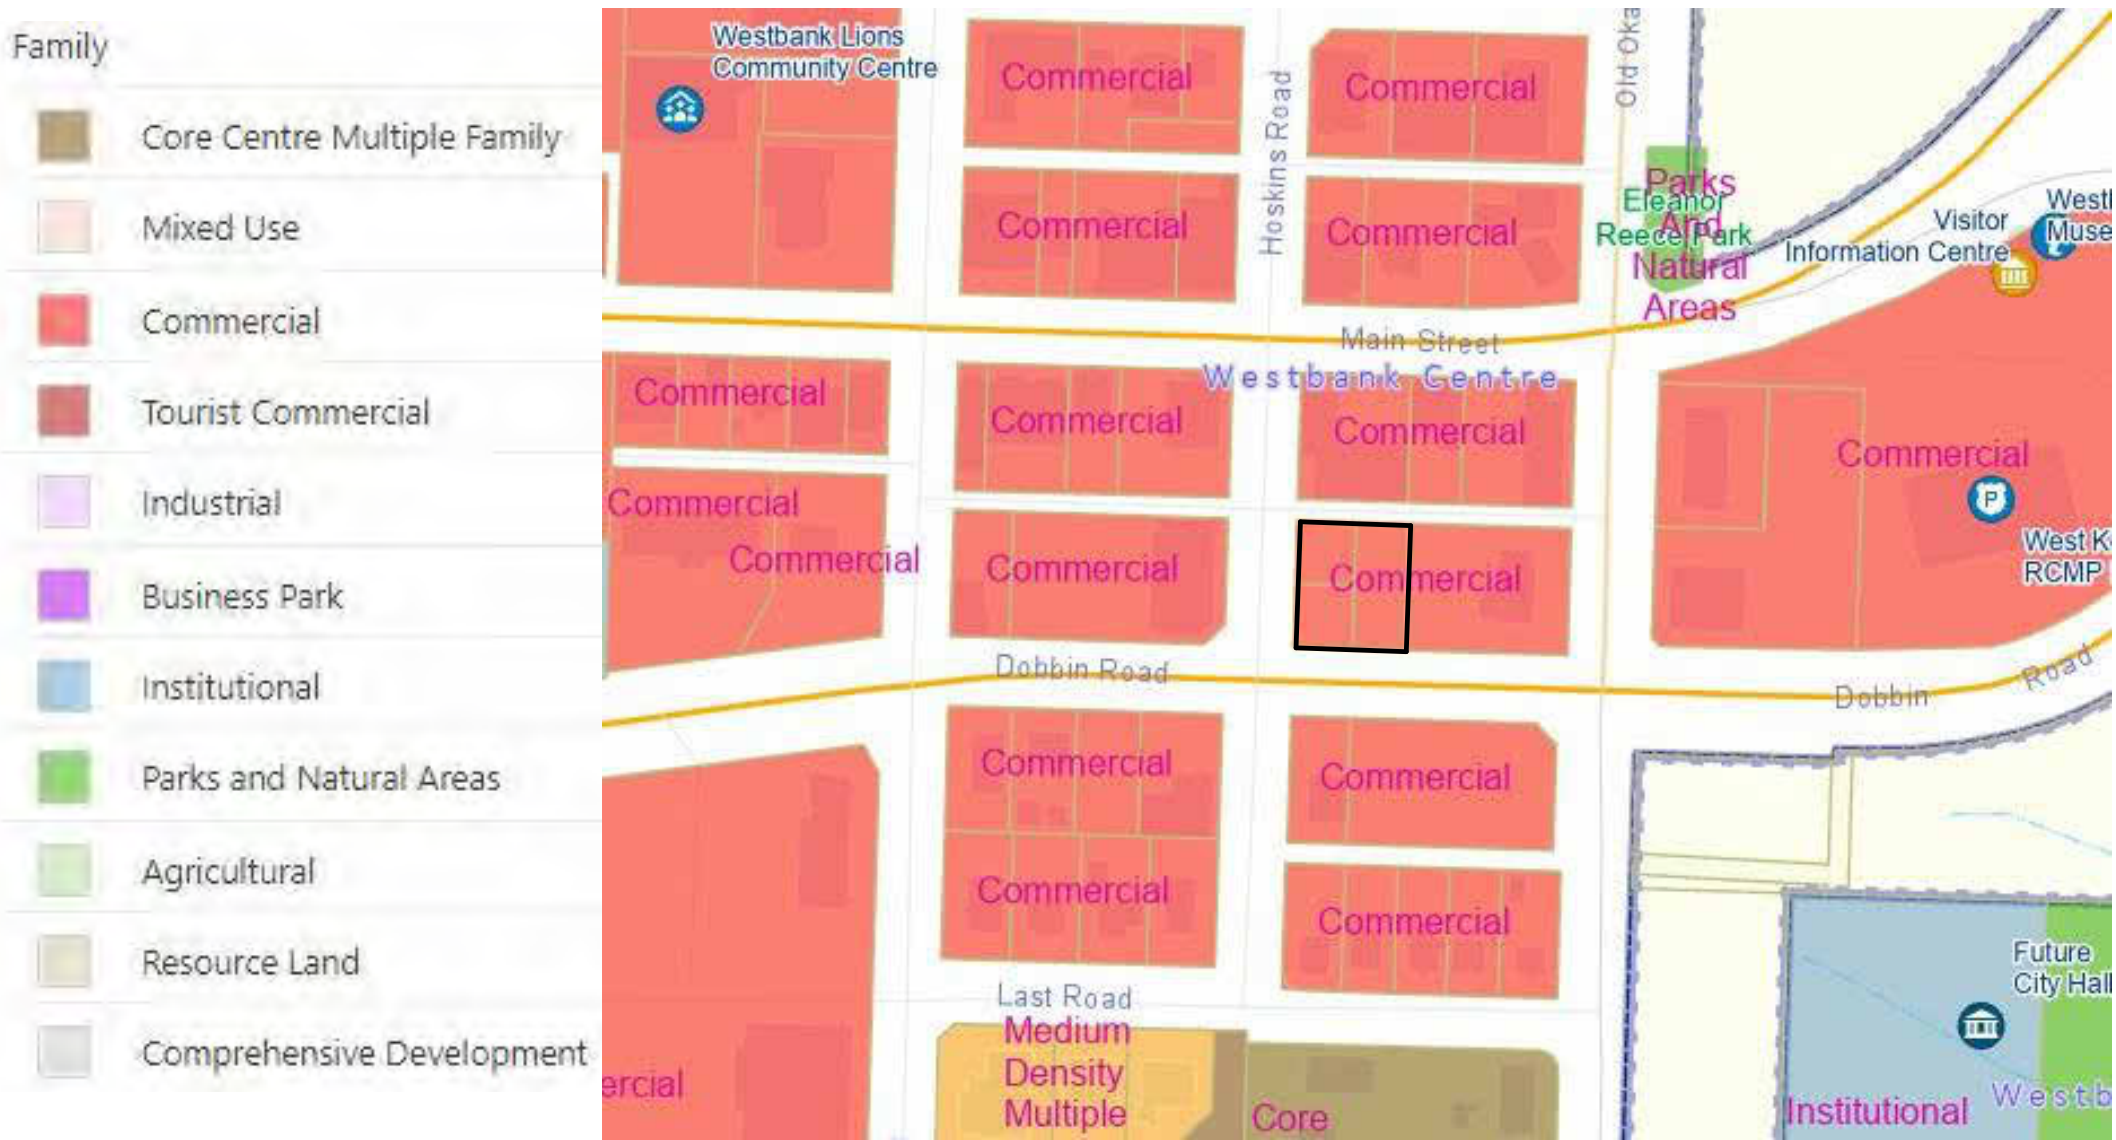 Family
Core Centre Multiple Family
Mixed Use
Commercial
Tourist Commercial
Industrial
Business Park
Institutional
Parks and Natural Areas
Agricultural
Resource Land
Comprehensive Development
Westbank Lions
Community Centre
Commercial
Commercial
Hoskins Road
Old Oka
Commercial
Commercial
Parks
And
Natural
Areas
Eleanor
Reece Park
Visitor
Information Centre
Westb
Muse
Main Street
Westbank Centre
Commercial
Commercial
Commercial
Commercial
P
West K
RCMP
Commercial
Commercial
Commercial
Commercial
Dobbin Road
Dobbin
Road
Commercial
Commercial
Commercial
Commercial
Last Road
Medium
Density
Multiple
Core
ercial
Future
City Hall
Institutional
Westb